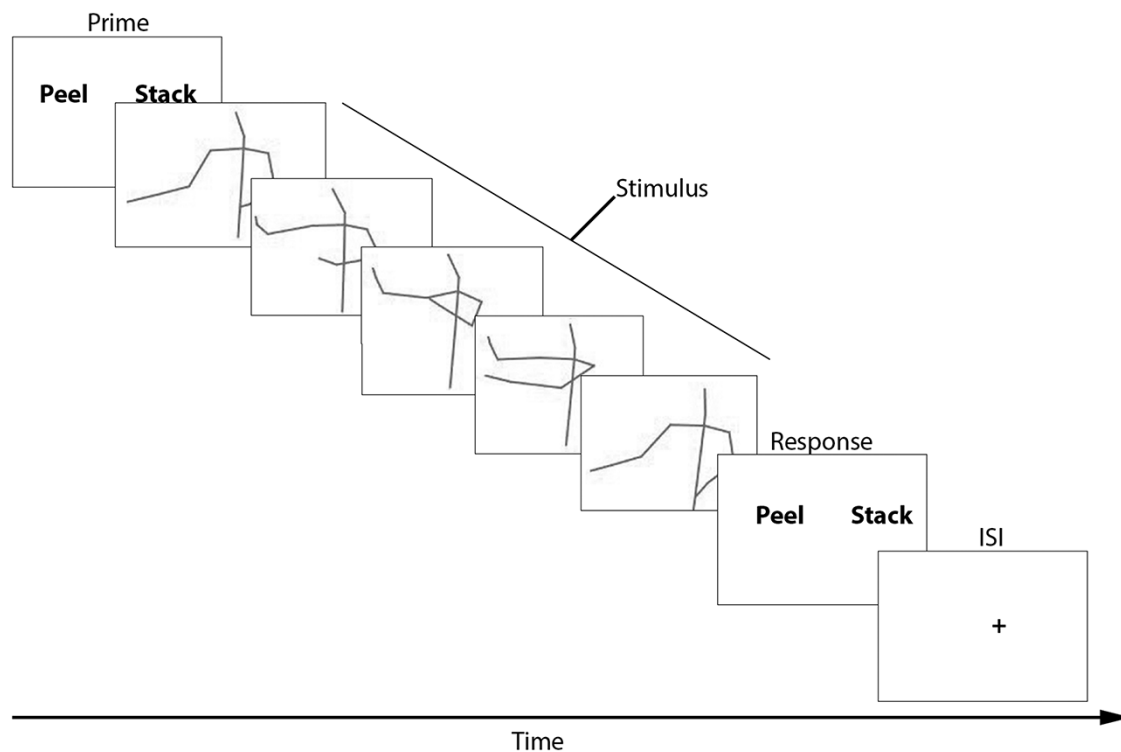 Prime
Peel Stack
Stimulus
Response
Peel Stack
ISI
+
Time